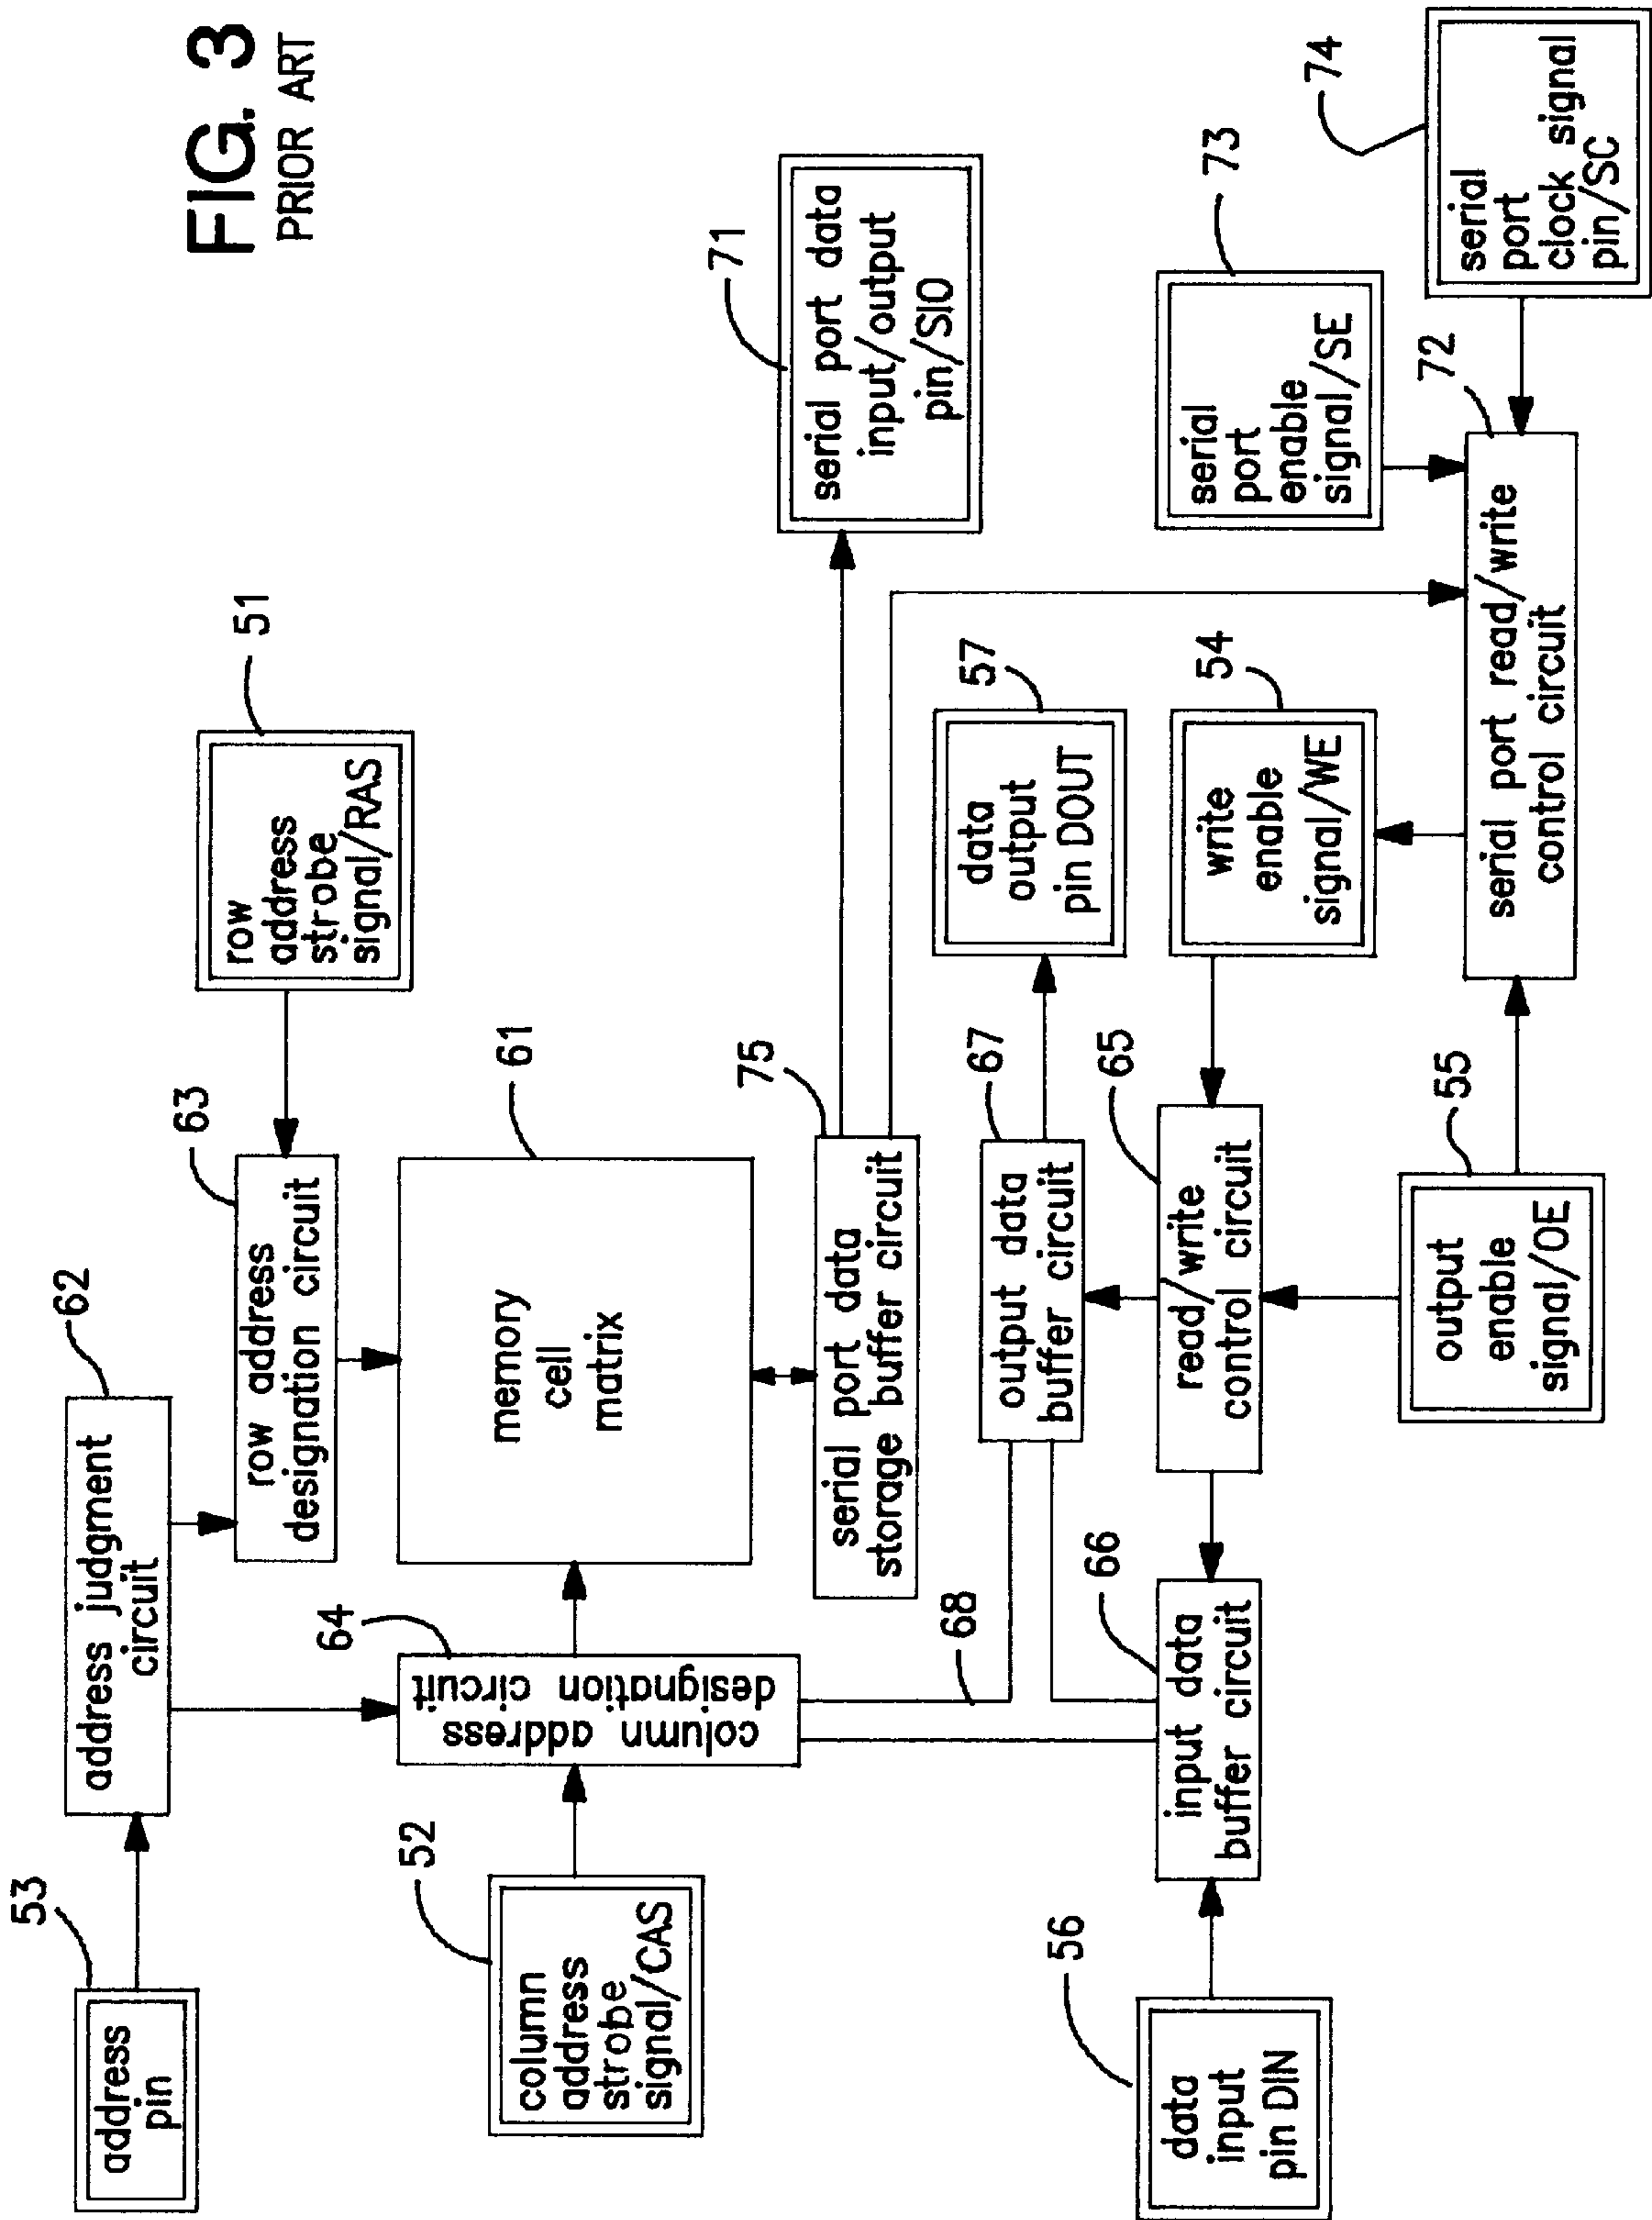 FIG. 3
PRIOR ART
53
address
pin
62
address judgment
circuit
63
row address
designation circuit
51
row
address
strobe
signal/RAS
52
column
address
strobe
signal/CAS
64
column address
designation circuit
61
memory
cell
matrix
75
serial port data
storage buffer circuit
71
serial port data
input/output
pin/SIO
68
67
output data
buffer circuit
57
data
output
pin DOUT
56
data
input
pin DIN
66
input data
buffer circuit
65
read/write
control circuit
54
write
enable
signal/WE
73
serial
port
enable
signal/SE
55
output
enable
signal/OE
72
serial port read/write
control circuit
74
serial
port
clock signal
pin/SC